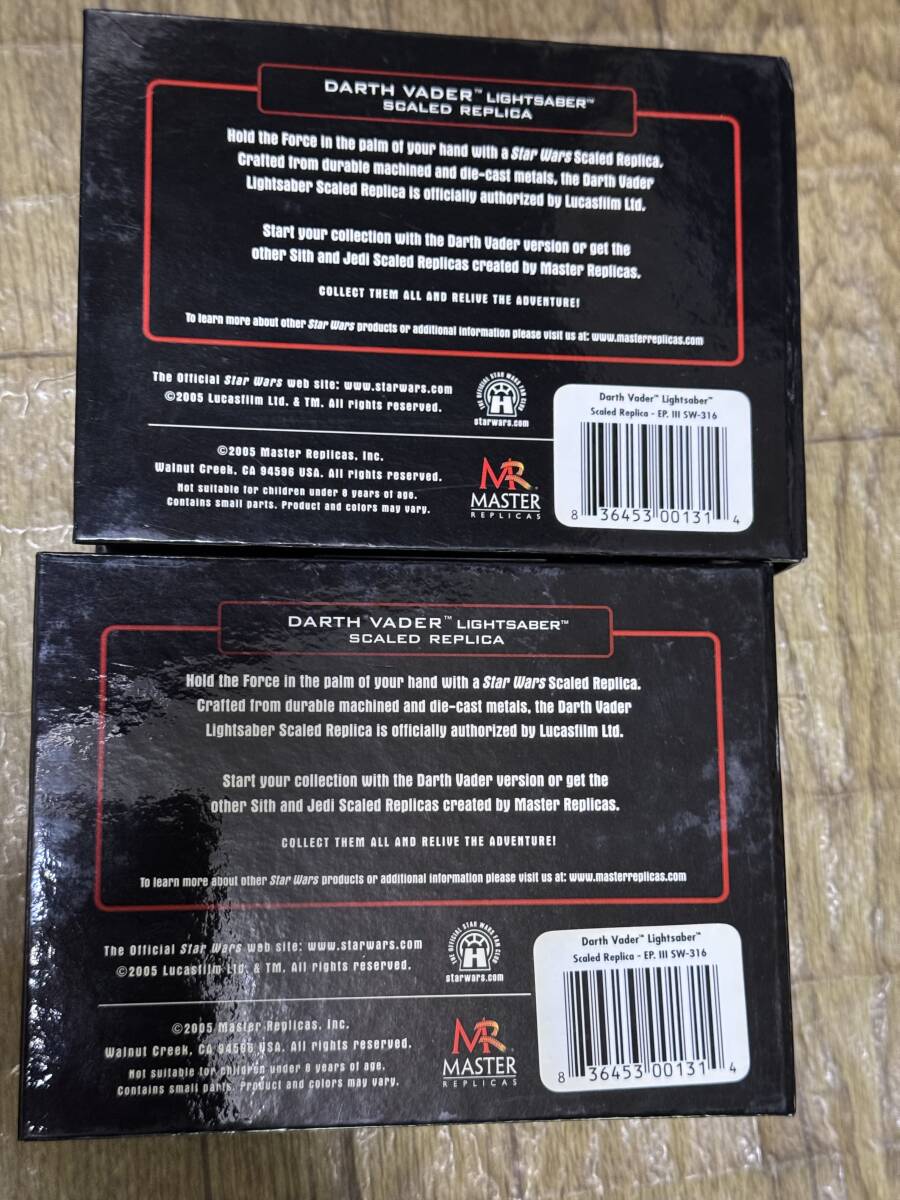 DARTH VADER™ LIGHTSABER™
SCALED REPLICA
Hold the Force in the palm of your hand with a Star Wars Scaled Replica.
Crafted from durable machined and die-cast metals, the Darth Vader
Lightsaber Scaled Replica is officially authorized by Lucasfilm Ltd.
Start your collection with the Darth Vader version or get the
other Sith and Jedi Scaled Replicas created by Master Replicas.
COLLECT THEM ALL AND RELIVE THE ADVENTURE!
To learn more about other Star Wars products or additional information please visit us at: www.masterreplicas.com
The Official Star Wars web site: www.starwars.com
©2005 Lucasfilm Ltd. & TM. All rights reserved.
THE OFFICIAL STAR WARS FAN CLUB
starwars.com
©2005 Master Replicas, Inc.
Walnut Creek, CA 94596 USA. All rights reserved.
Not suitable for children under 8 years of age.
Contains small parts. Product and colors may vary.
MR
MASTER
REPLICAS
Darth Vader™ Lightsaber™
Scaled Replica - EP. III SW-316
8 36453 00131 4
DARTH VADER™ LIGHTSABER™
SCALED REPLICA
Hold the Force in the palm of your hand with a Star Wars Scaled Replica.
Crafted from durable machined and die-cast metals, the Darth Vader
Lightsaber Scaled Replica is officially authorized by Lucasfilm Ltd.
Start your collection with the Darth Vader version or get the
other Sith and Jedi Scaled Replicas created by Master Replicas.
COLLECT THEM ALL AND RELIVE THE ADVENTURE!
To learn more about other Star Wars products or additional information please visit us at: www.masterreplicas.com
The Official Star Wars web site: www.starwars.com
©2005 Lucasfilm Ltd. & TM. All rights reserved.
THE OFFICIAL STAR WARS FAN CLUB
starwars.com
©2005 Master Replicas, Inc.
Walnut Creek, CA 94596 USA. All rights reserved.
Not suitable for children under 8 years of age.
Contains small parts. Product and colors may vary.
MR
MASTER
REPLICAS
Darth Vader™ Lightsaber™
Scaled Replica - EP. III SW-316
8 36453 00131 4